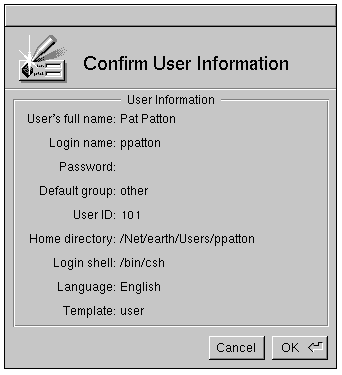 Confirm User Information
User Information
User's full name: Pat Patton
Login name: ppatton
Password:
Default group: other
User ID: 101
Home directory: /Net/earth/Users/ppatton
Login shell: /bin/csh
Language: English
Template: user
Cancel OK